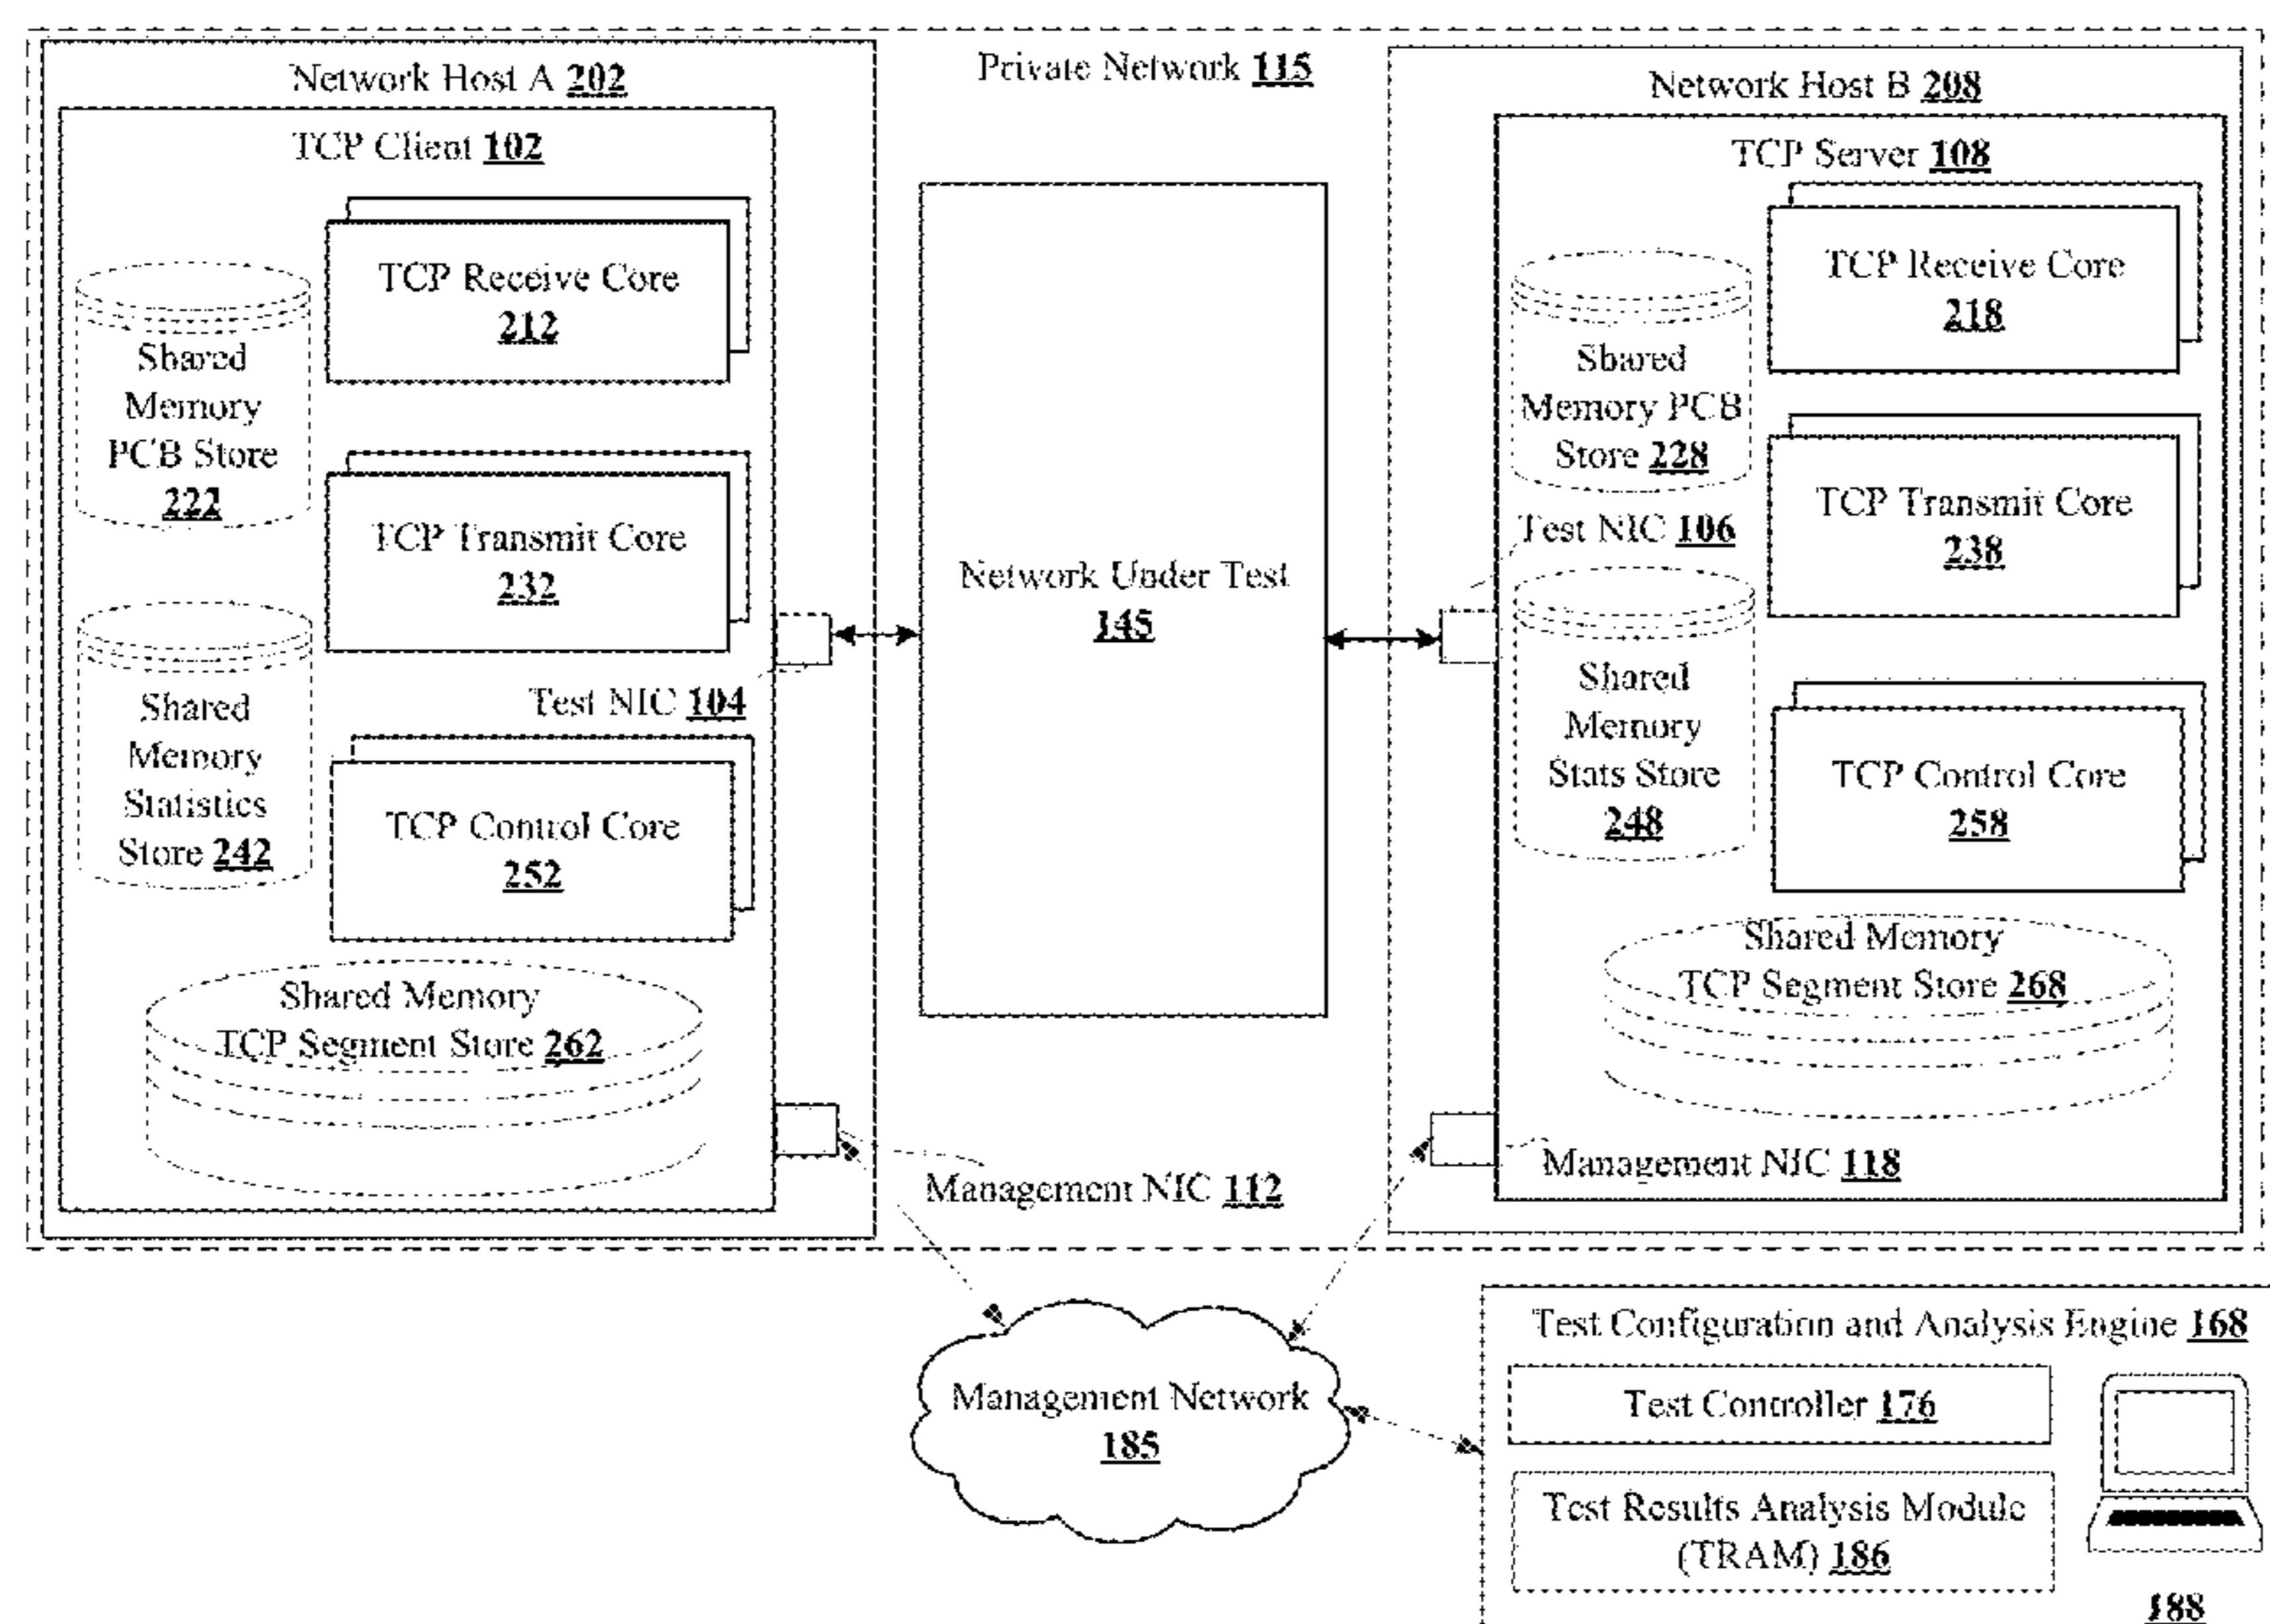 Private Network 115
Network Host A 202
TCP Client 102
TCP Receive Core
212
Shared
Memory
PCB Store
222
TCP Transmit Core
232
Test NIC 104
Shared
Memory
Statistics
Store 242
TCP Control Core
252
Shared Memory
TCP Segment Store 262
Management NIC 112
Network Under Test
145
Network Host B 208
TCP Server 108
TCP Receive Core
218
Shared
Memory PCB
Store 228
Test NIC 106
TCP Transmit Core
238
Shared
Memory
Stats Store
248
TCP Control Core
258
Shared Memory
TCP Segment Store 268
Management NIC 118
Management Network
185
Test Configuration and Analysis Engine 168
Test Controller 176
Test Results Analysis Module
(TRAM) 186
188